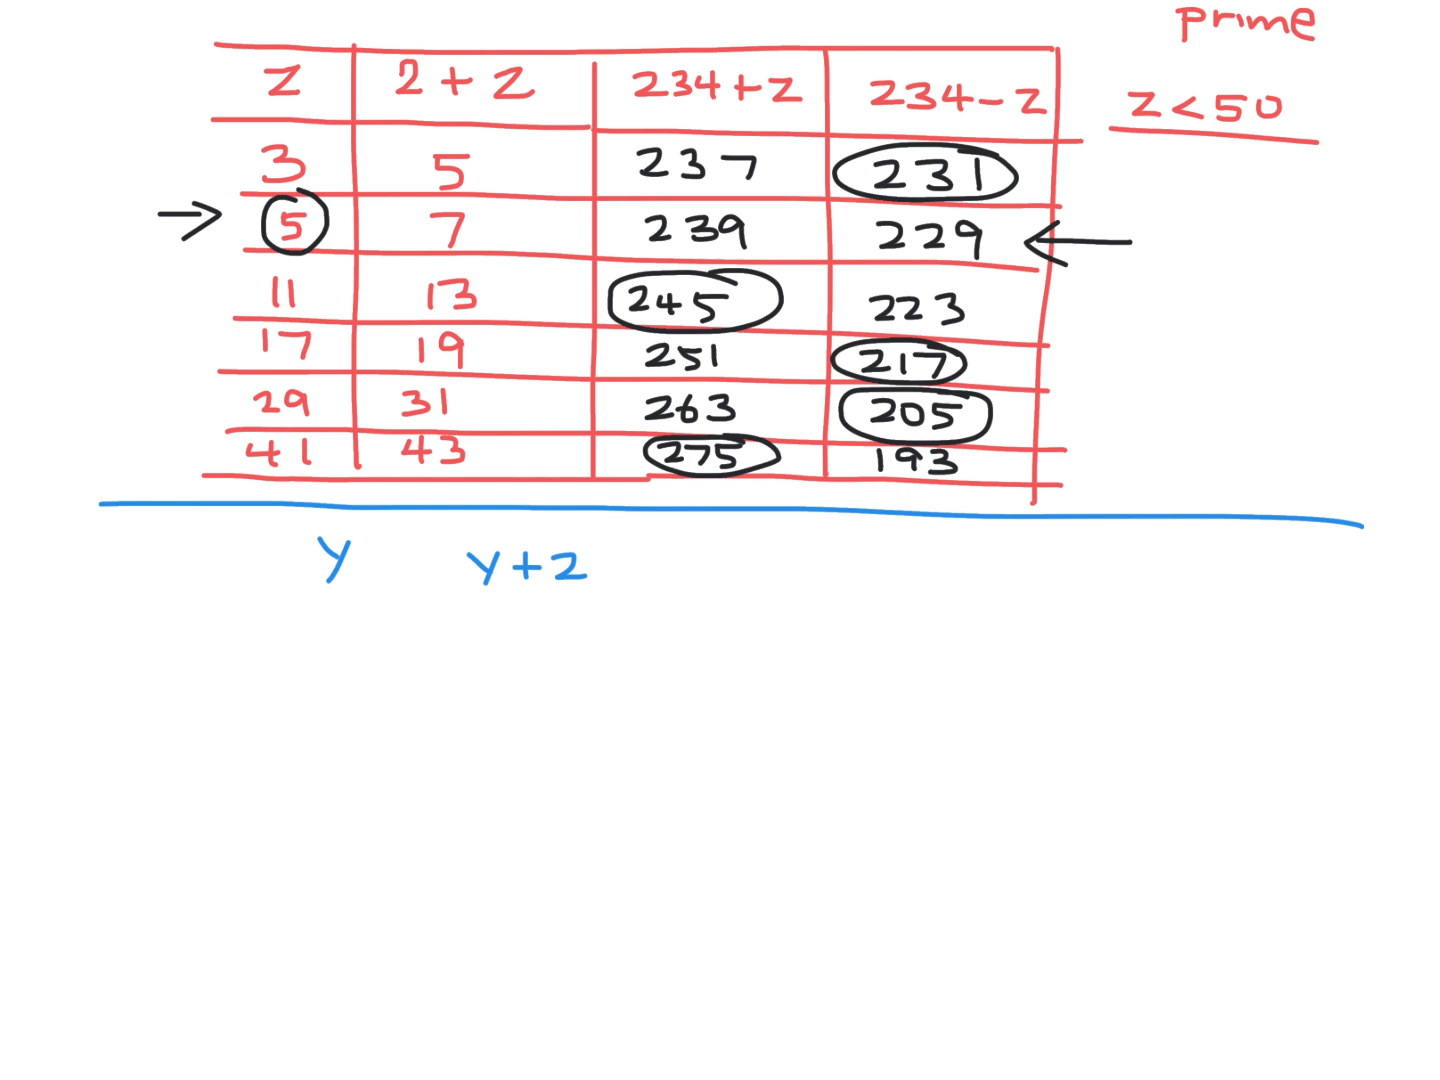 prime
z 2 + z 234 + z 234 - z z < 50
3 5 237 231
5 7 239 229
11 13 245 223
17 19 251 217
29 31 263 205
41 43 275 193
y y + 2